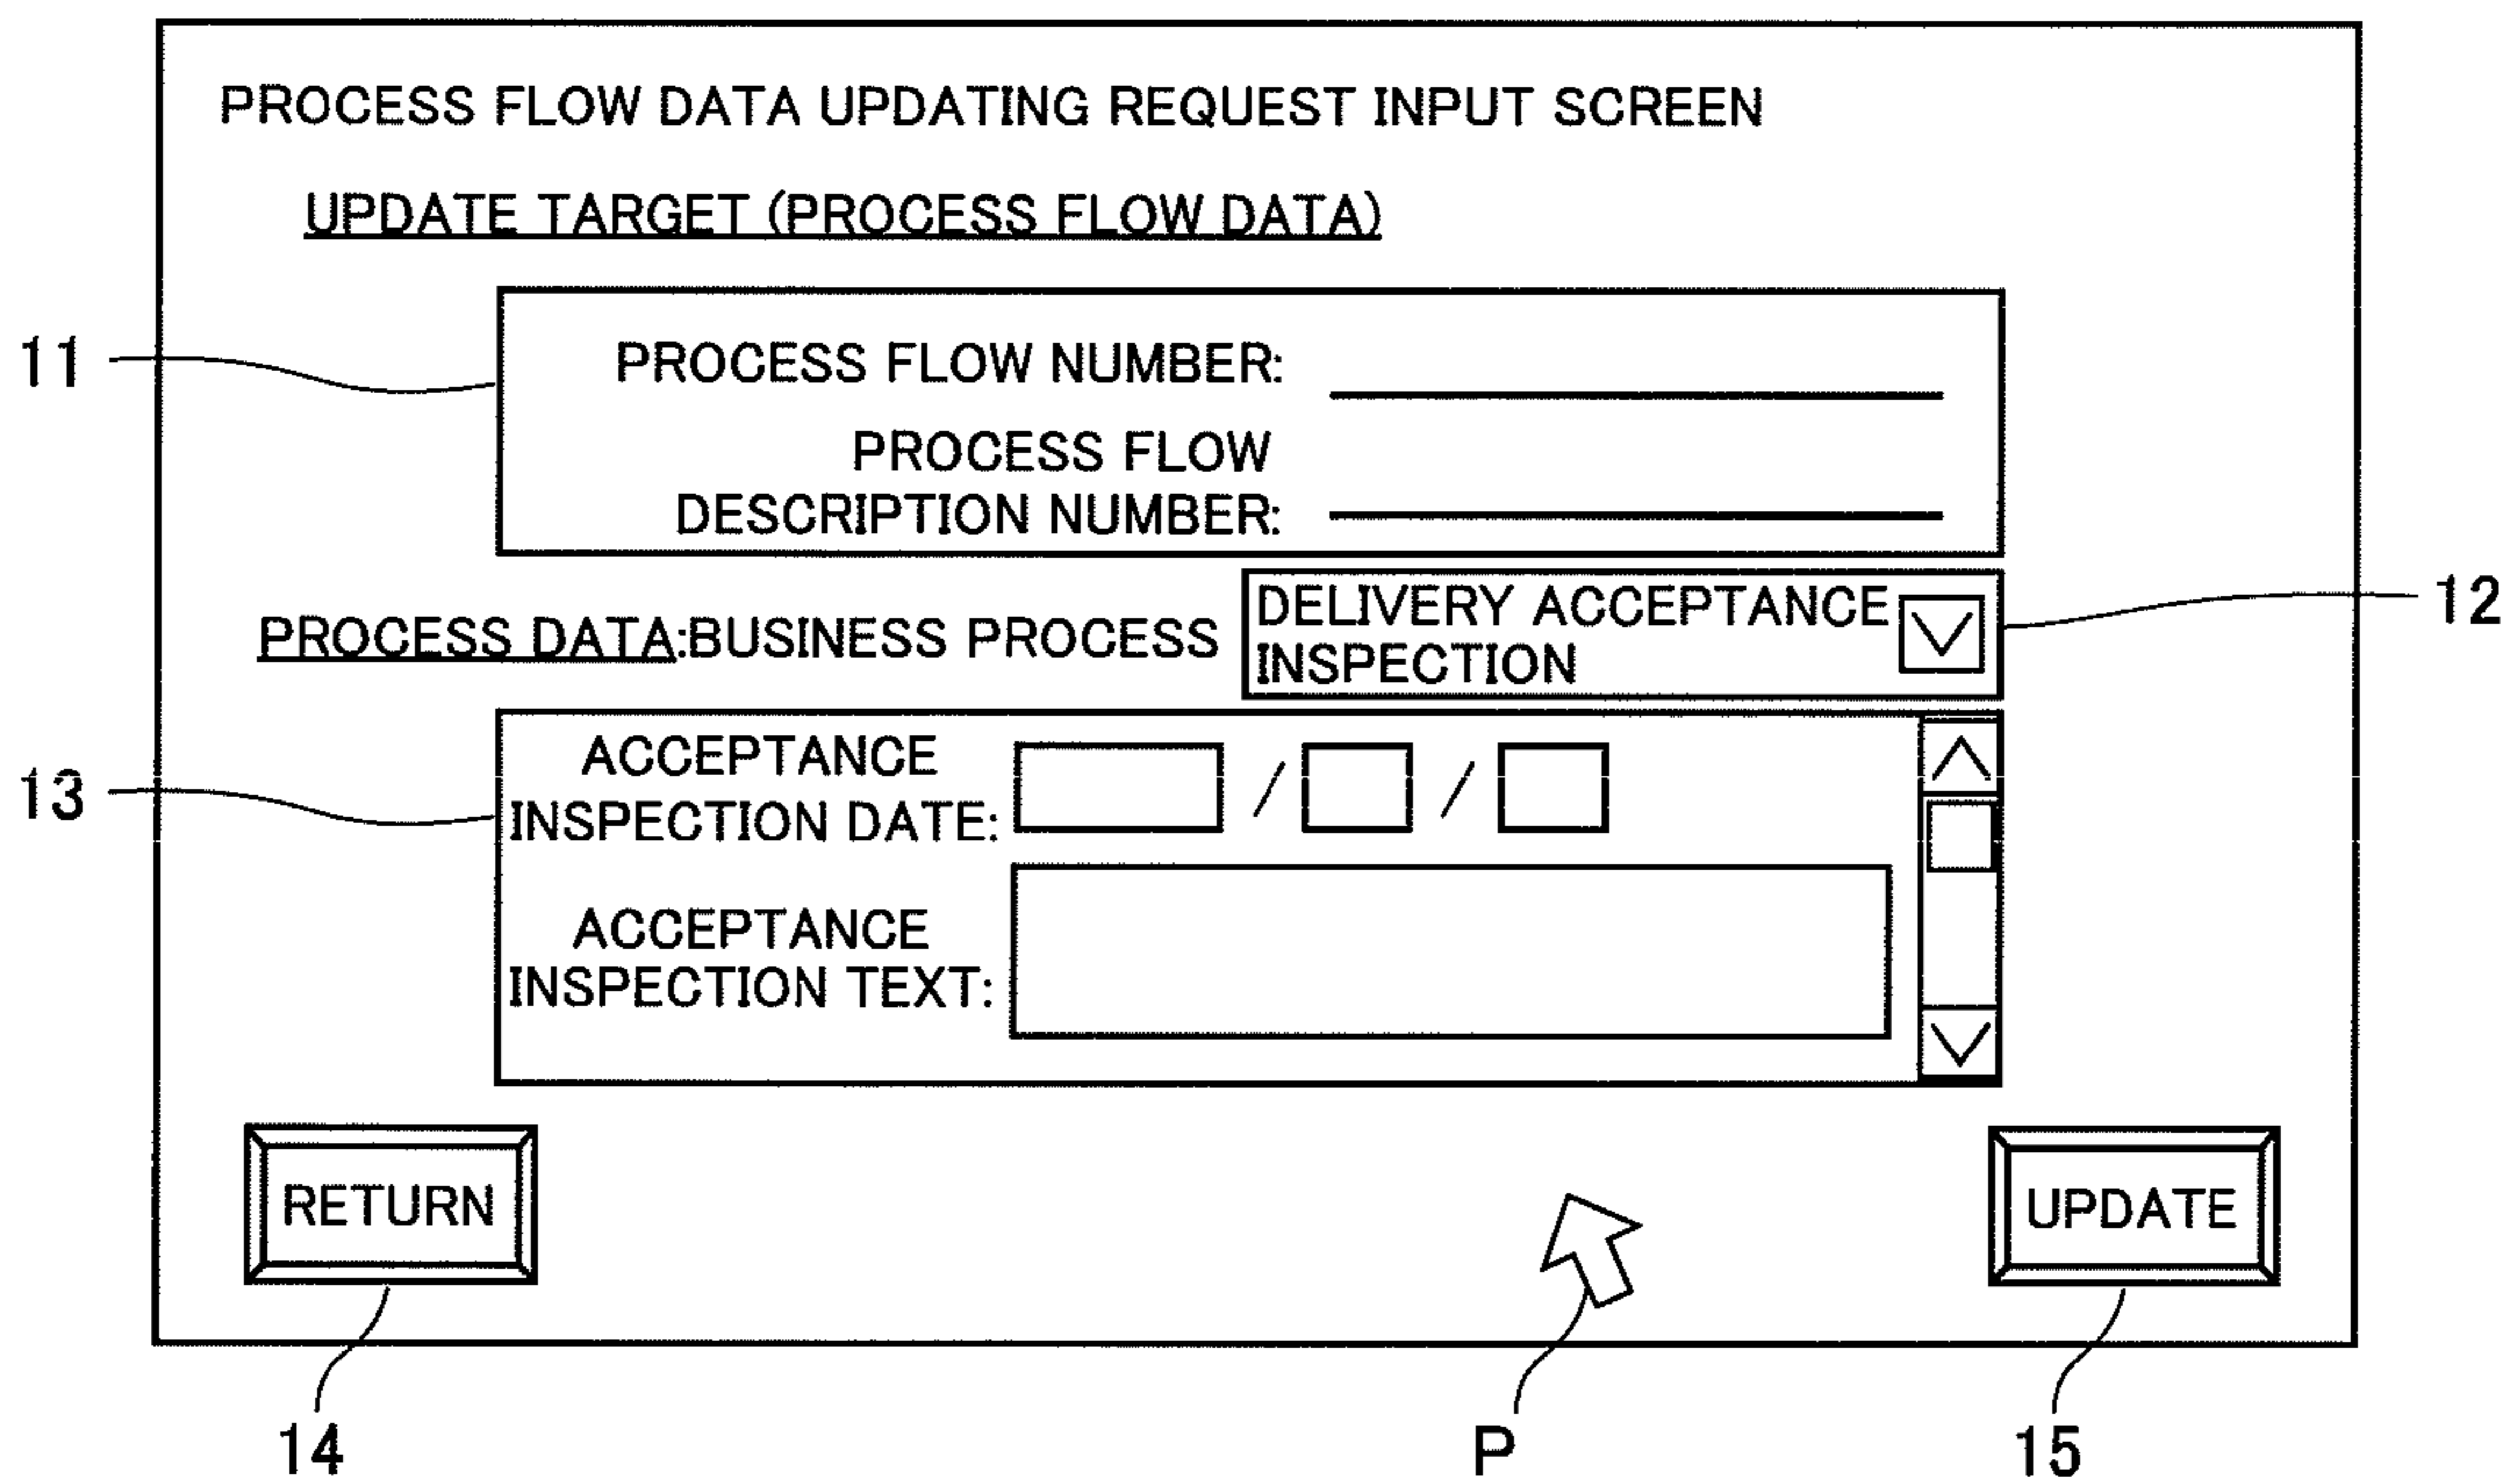 PROCESS FLOW DATA UPDATING REQUEST INPUT SCREEN
UPDATE TARGET (PROCESS FLOW DATA)
11
PROCESS FLOW NUMBER:
PROCESS FLOW
DESCRIPTION NUMBER:
PROCESS DATA:BUSINESS PROCESS
DELIVERY ACCEPTANCE
INSPECTION
12
13
ACCEPTANCE
INSPECTION DATE: / /
ACCEPTANCE
INSPECTION TEXT:
RETURN
UPDATE
14
P
15